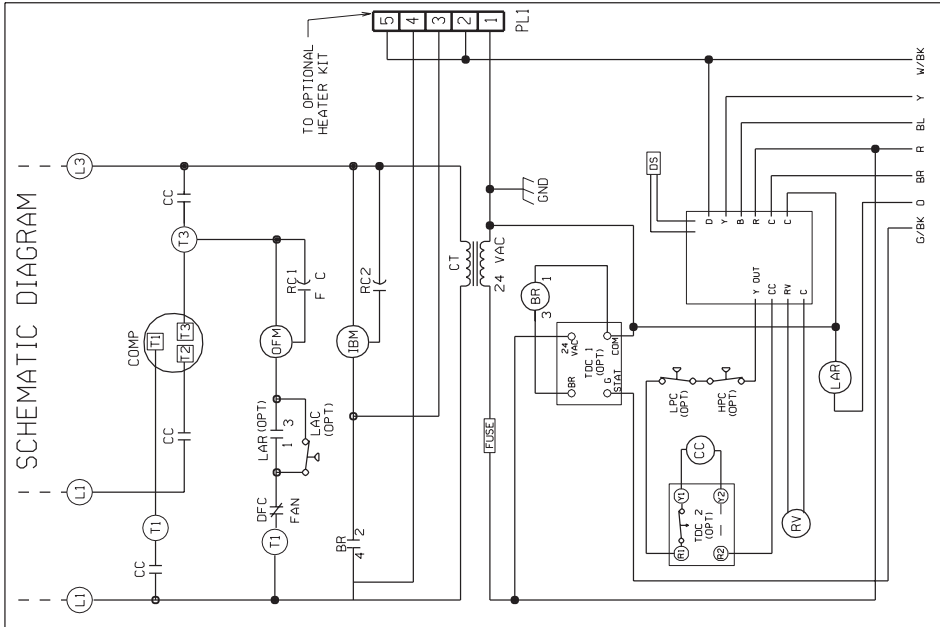 SCHEMATIC DIAGRAM
L1
L1
L3
CC
T1
CC
COMP
T1
T2
T3
T3
CC
T1
DFC
FAN
LAR (OPT)
1 3
LAC
(OPT)
OFM
RC1
F C
BR
4 2
IBM
RC2
TO OPTIONAL
HEATER KIT
5 4 3 2 1
PL1
CT
24 VAC
GND
FUSE
BR
3 1
24
VAC
BR
TDC 1
(OPT)
G
STAT
COM
DS
D
Y
B
R
C
C
Y OUT
CC
RV
C
LPC
(OPT)
HPC
(OPT)
LAR
CC
Y1
Y2
TDC 2
(OPT)
R1
R2
RV
W/BK
Y
BL
R
BR
O
G/BK